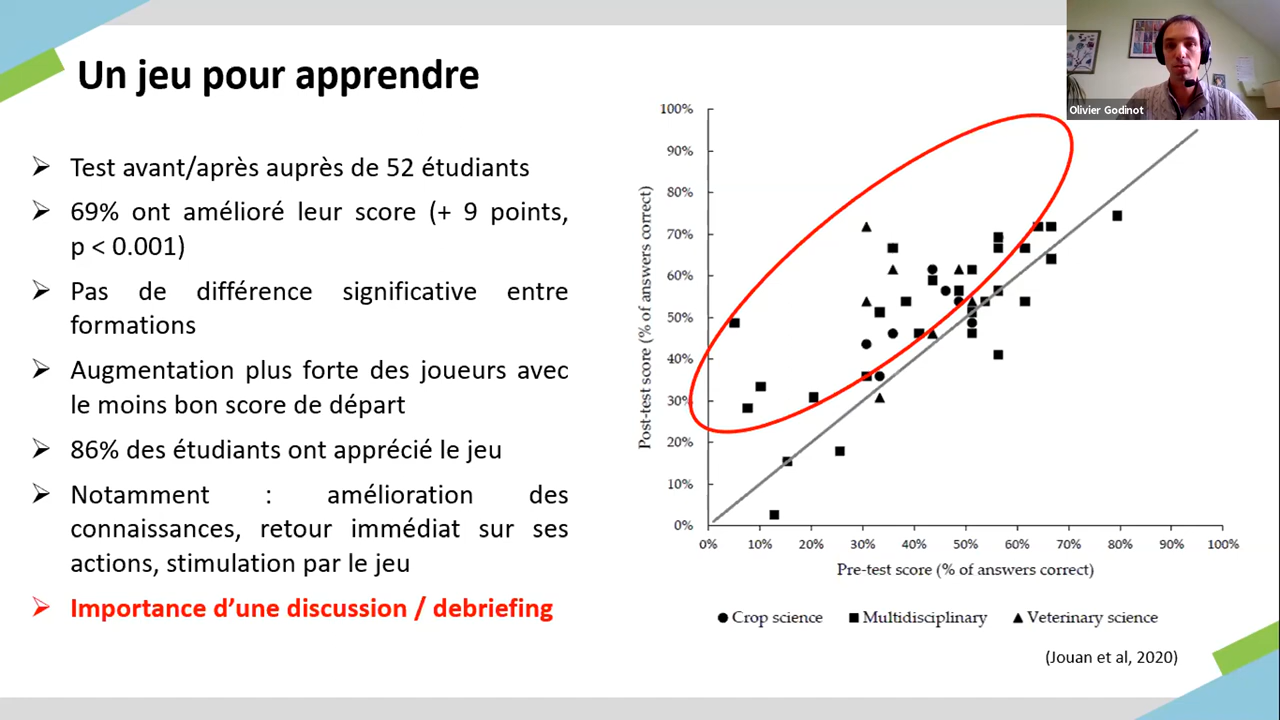 Un jeu pour apprendre
Olivier Godinot
➢ Test avant/après auprès de 52 étudiants
➢ 69% ont amélioré leur score (+ 9 points,
p < 0.001)
➢ Pas de différence significative entre
formations
➢ Augmentation plus forte des joueurs avec
le moins bon score de départ
➢ 86% des étudiants ont apprécié le jeu
➢ Notamment : amélioration des
connaissances, retour immédiat sur ses
actions, stimulation par le jeu
➢ Importance d’une discussion / debriefing
Post-test score (% of answers correct)
100%
90%
80%
70%
60%
50%
40%
30%
20%
10%
0%
0% 10% 20% 30% 40% 50% 60% 70% 80% 90% 100%
Pre-test score (% of answers correct)
● Crop science ■ Multidisciplinary ▲ Veterinary science
(Jouan et al, 2020)